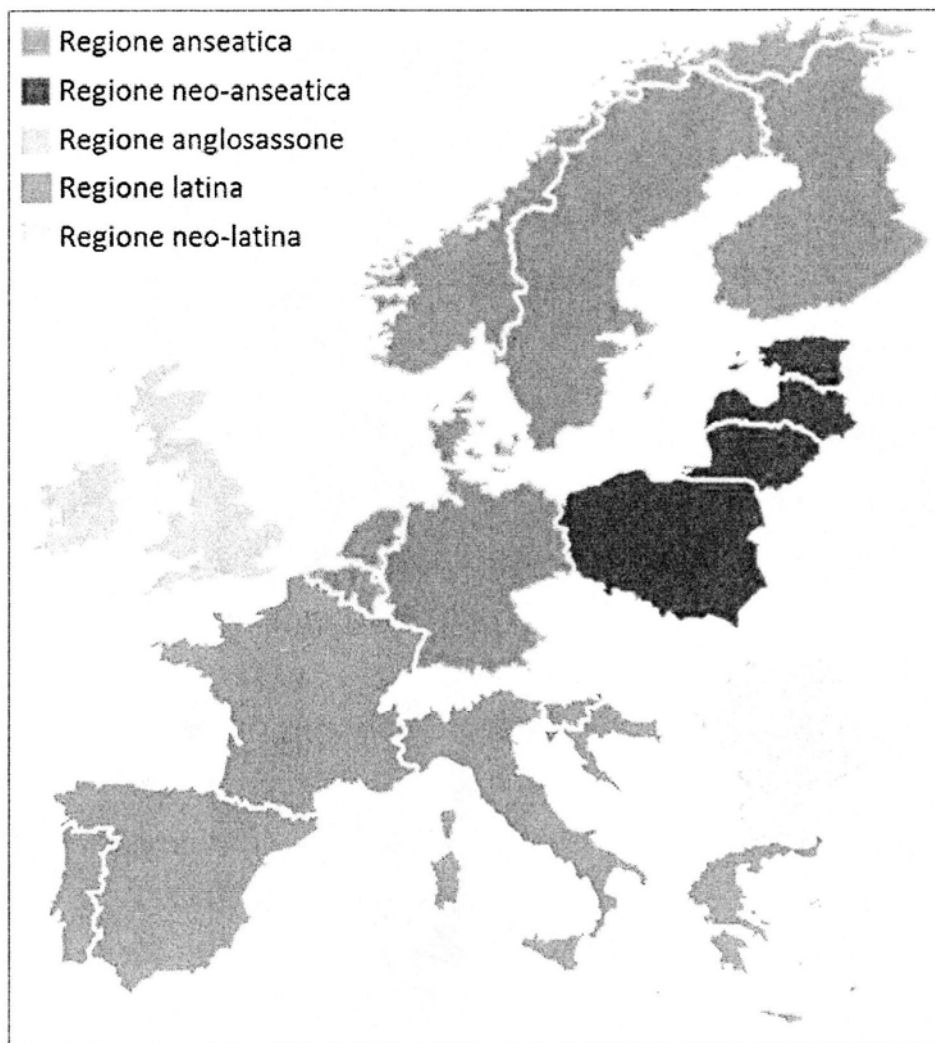 Regione anseatica
Regione neo-anseatica
Regione anglosassone
Regione latina
Regione neo-latina